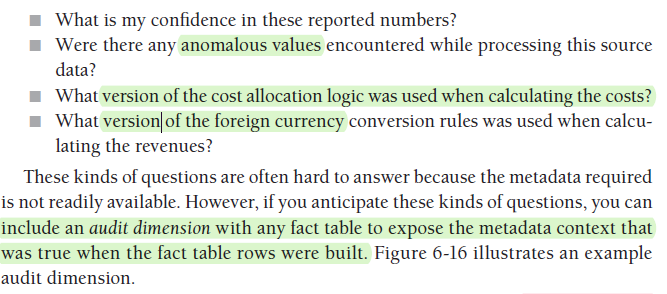 ■ What is my confidence in these reported numbers?
■ Were there any anomalous values encountered while processing this source
data?
■ What version of the cost allocation logic was used when calculating the costs?
■ What version of the foreign currency conversion rules was used when calcu-
lating the revenues?
These kinds of questions are often hard to answer because the metadata required
is not readily available. However, if you anticipate these kinds of questions, you can
include an audit dimension with any fact table to expose the metadata context that
was true when the fact table rows were built. Figure 6-16 illustrates an example
audit dimension.